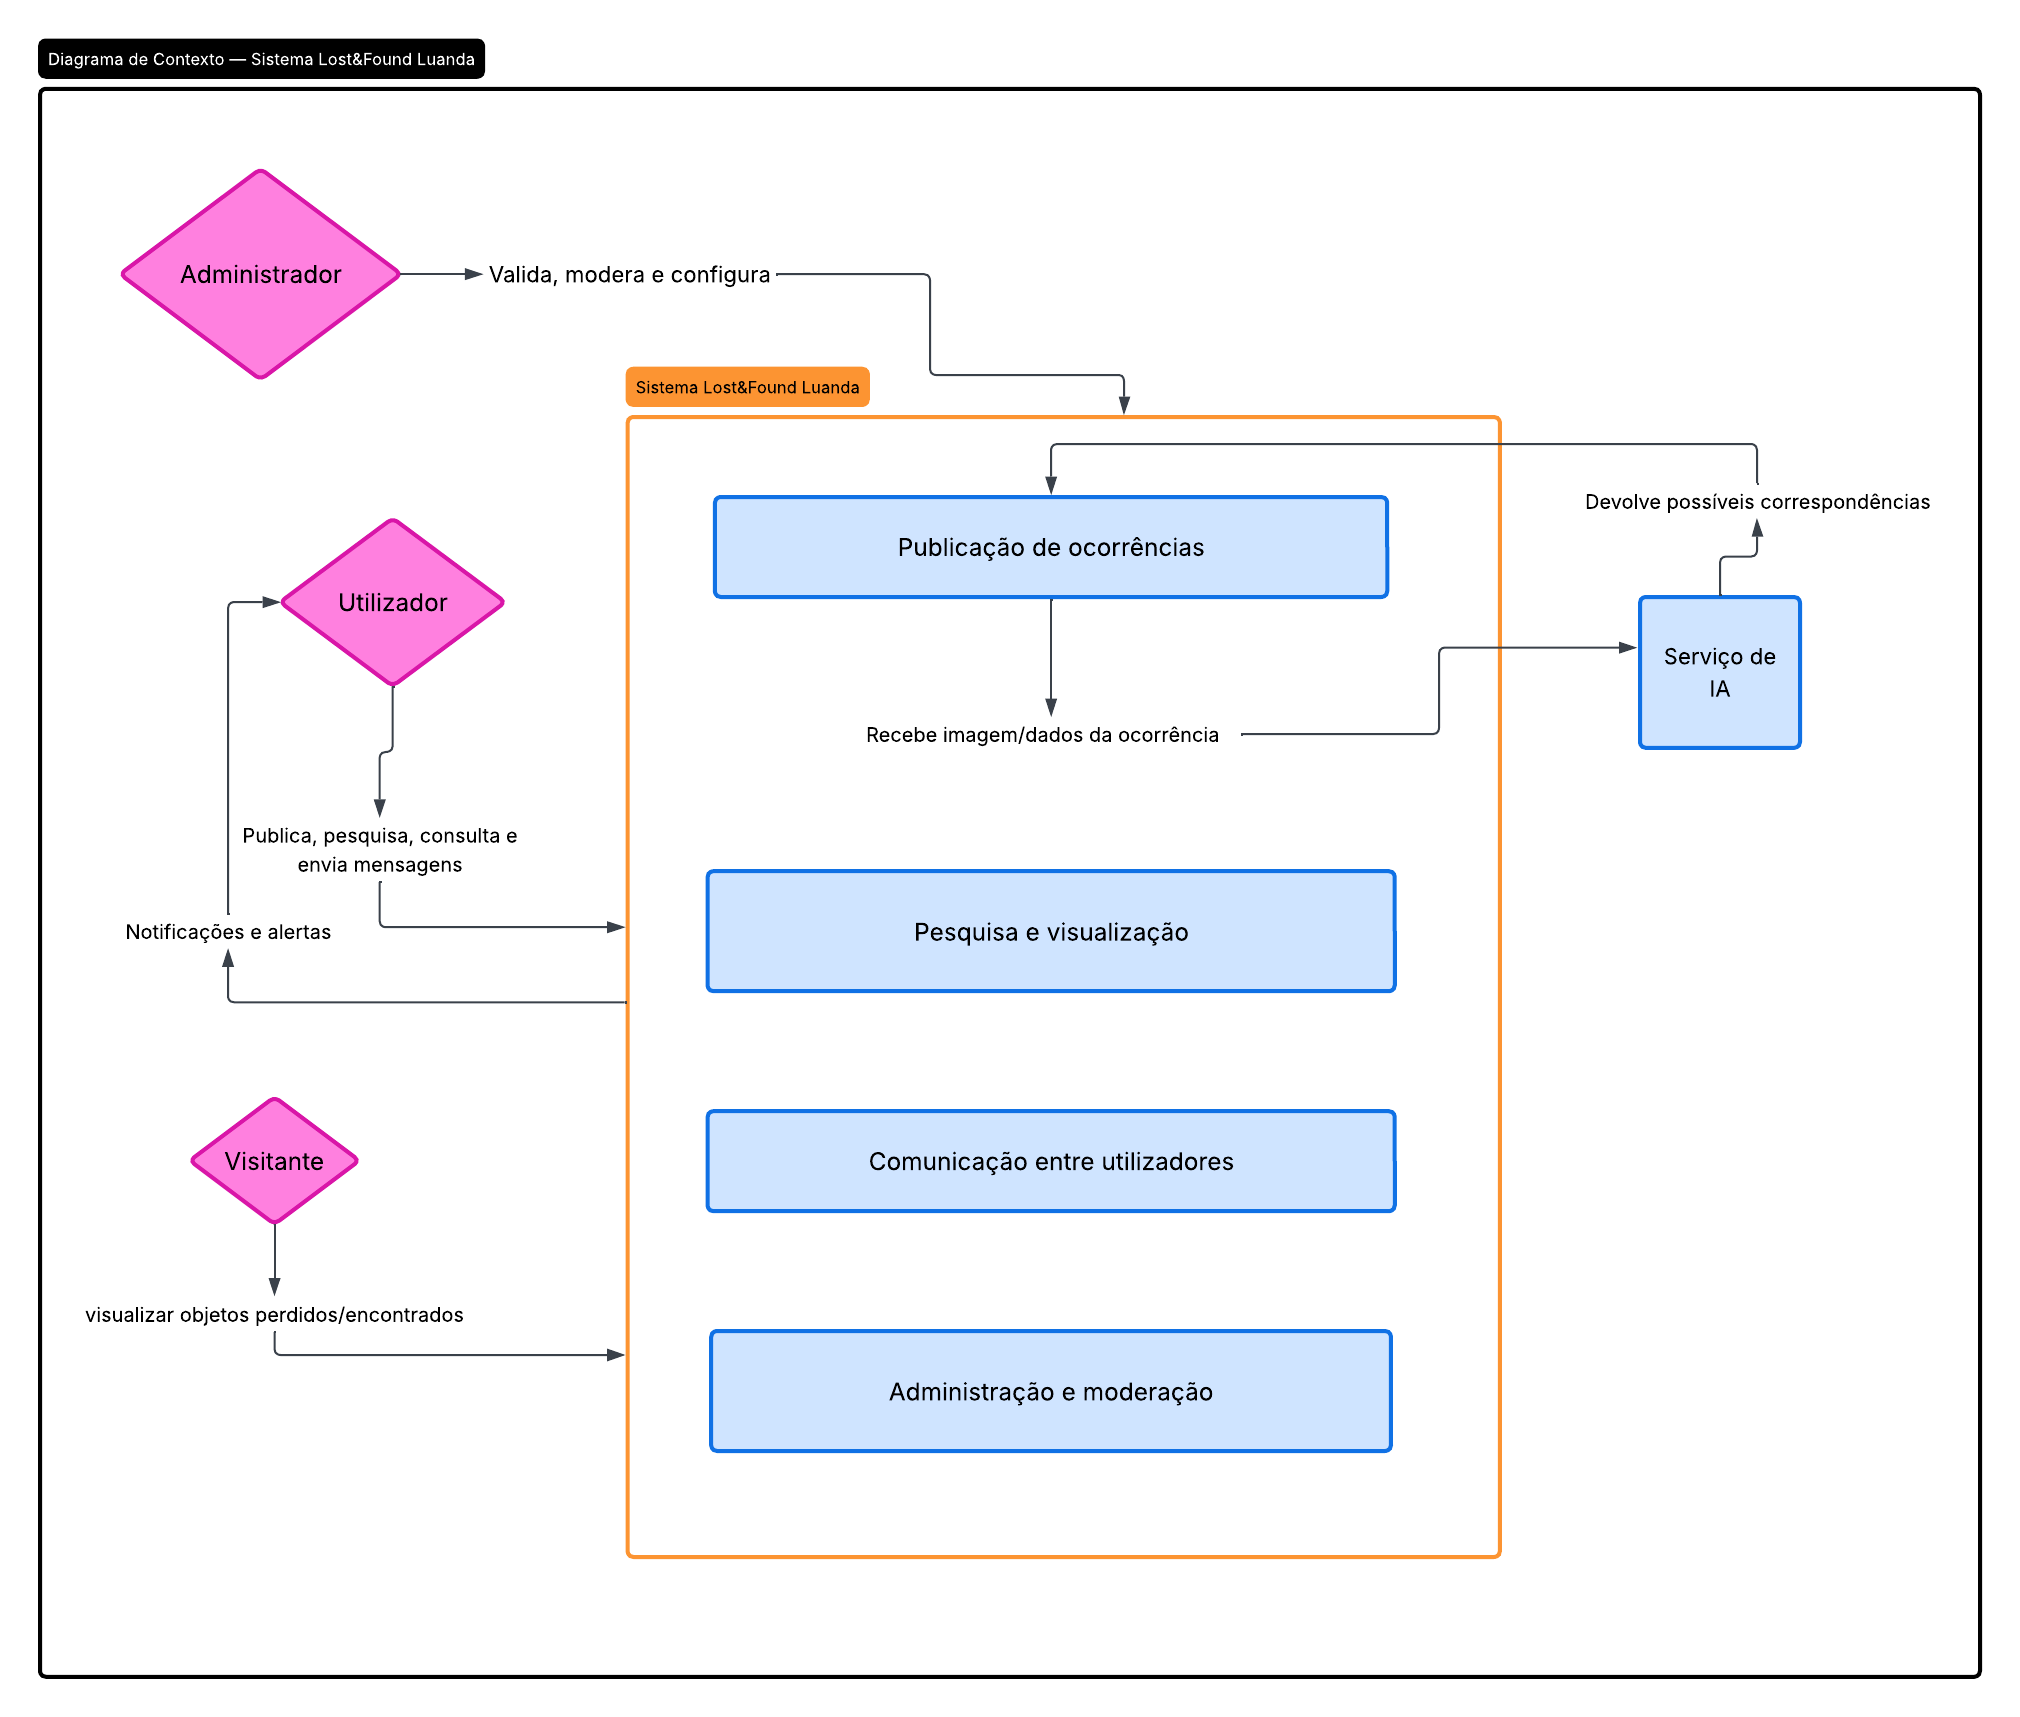 Diagrama de Contexto — Sistema Lost&Found Luanda
Administrador
Valida, modera e configura
Sistema Lost&Found Luanda
Devolve possíveis correspondências
Publicação de ocorrências
Utilizador
Serviço de
IA
Recebe imagem/dados da ocorrência
Publica, pesquisa, consulta e
envia mensagens
Notificações e alertas
Pesquisa e visualização
Visitante
Comunicação entre utilizadores
visualizar objetos perdidos/encontrados
Administração e moderação